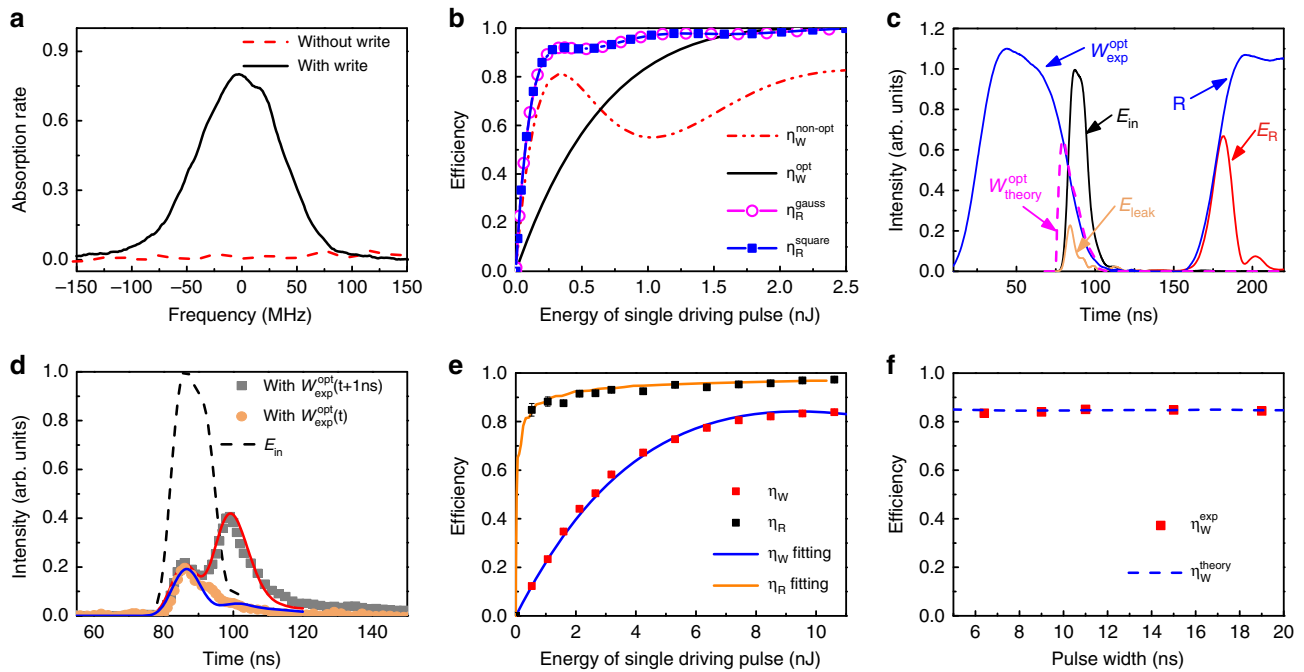 a
Absorption rate
0.9
0.6
0.3
0.0
Without write
With write
−150
−100
−50
0
50
100
150
Frequency (MHz)
b
Efficiency
1.0
0.8
0.6
0.4
0.2
0.0
η_W^non-opt
η_W^opt
η_R^gauss
η_R^square
0.0
0.5
1.0
1.5
2.0
2.5
Energy of single driving pulse (nJ)
c
Intensity (arb. units)
1.2
1.0
0.8
0.6
0.4
0.2
0.0
W_exp^opt
R
E_in
E_R
W_theory^opt
E_leak
50
100
150
200
Time (ns)
d
Intensity (arb. units)
1.0
0.8
0.6
0.4
0.2
0.0
With W_exp^opt(t+1ns)
With W_exp^opt(t)
E_in
60
80
100
120
140
Time (ns)
e
Efficiency
1.0
0.8
0.6
0.4
0.2
0.0
η_W
η_R
η_W fitting
η_R fitting
0
2
4
6
8
10
Energy of single driving pulse (nJ)
f
Efficiency
1.0
0.8
0.6
0.4
0.2
0.0
η_W^exp
η_W^theory
6
8
10
12
14
16
18
20
Pulse width (ns)